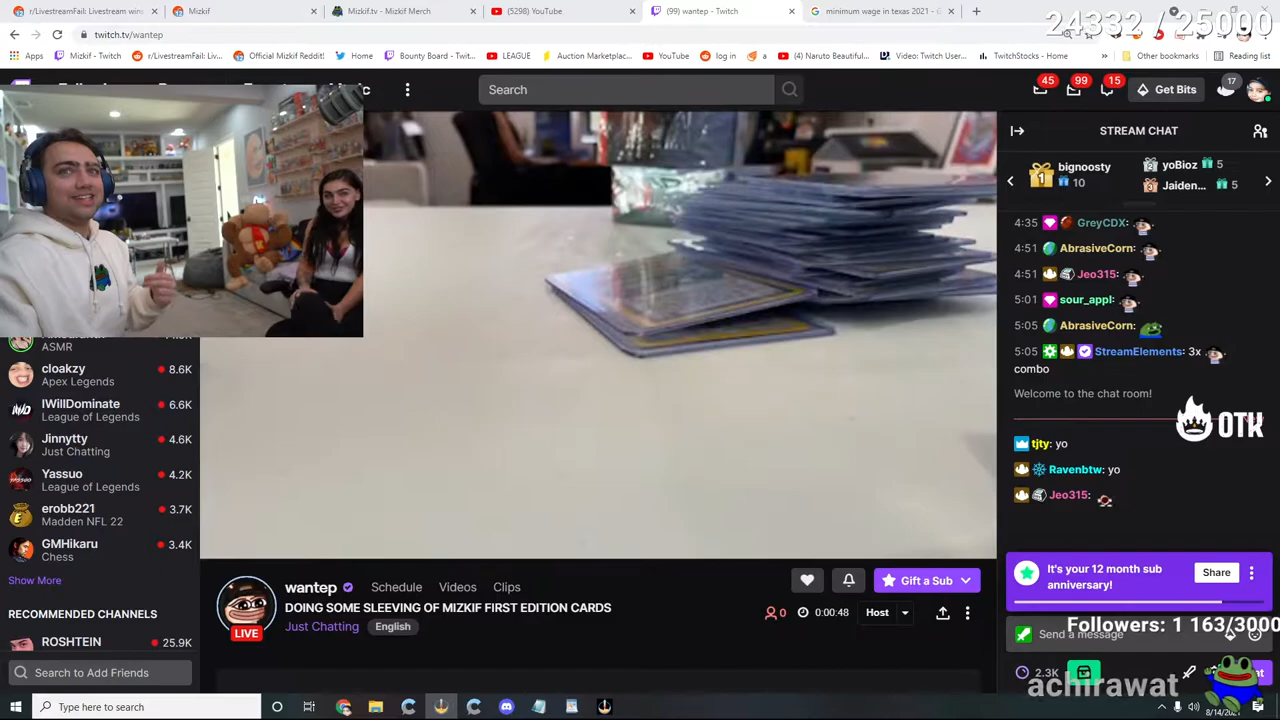 r/LivestreamFail: Livestream win
Mizkif
Mizkif.tv - Mizkif Merch
(5298) YouTube
(99) wantep - Twitch
minimum wage in texas 2021 - G
24332 / 25000
twitch.tv/wantep
Apps
Mizkif - Twitch
r/LivestreamFail: Liv...
Official Mizkif Reddit!
Bounty Board - Twit...
LEAGUE
Auction Marketplac...
YouTube
log in
(4) Naruto Beautiful...
Video: Twitch User...
TwitchStocks - Home
Other bookmarks
Reading list
Search
45
99
15
17
Get Bits
STREAM CHAT
1
bignoosty
10
2 yoBioz 5
3 Jaiden... 5
4:35 GreyCDX:
4:51 AbrasiveCorn:
4:51 Jeo315:
5:01 sour_appl:
5:05 AbrasiveCorn:
5:05 StreamElements: 3x
combo
Welcome to the chat room!
OTK
tjty: yo
Ravenbtw: yo
Jeo315:
ASMR
cloakzy
Apex Legends
8.6K
IWillDominate
League of Legends
6.6K
Jinnytty
Just Chatting
4.6K
Yassuo
League of Legends
4.2K
erobb221
Madden NFL 22
3.7K
GMHikaru
Chess
3.4K
Show More
RECOMMENDED CHANNELS
ROSHTEIN
25.9K
Search to Add Friends
LIVE
wantep
Schedule
Videos
Clips
DOING SOME SLEEVING OF MIZKIF FIRST EDITION CARDS
Just Chatting
English
Gift a Sub
0
0:00:48
Host
It's your 12 month sub
anniversary!
Share
Followers: 1 163/3000
Send a message
2.3K
achirawat
Type here to search